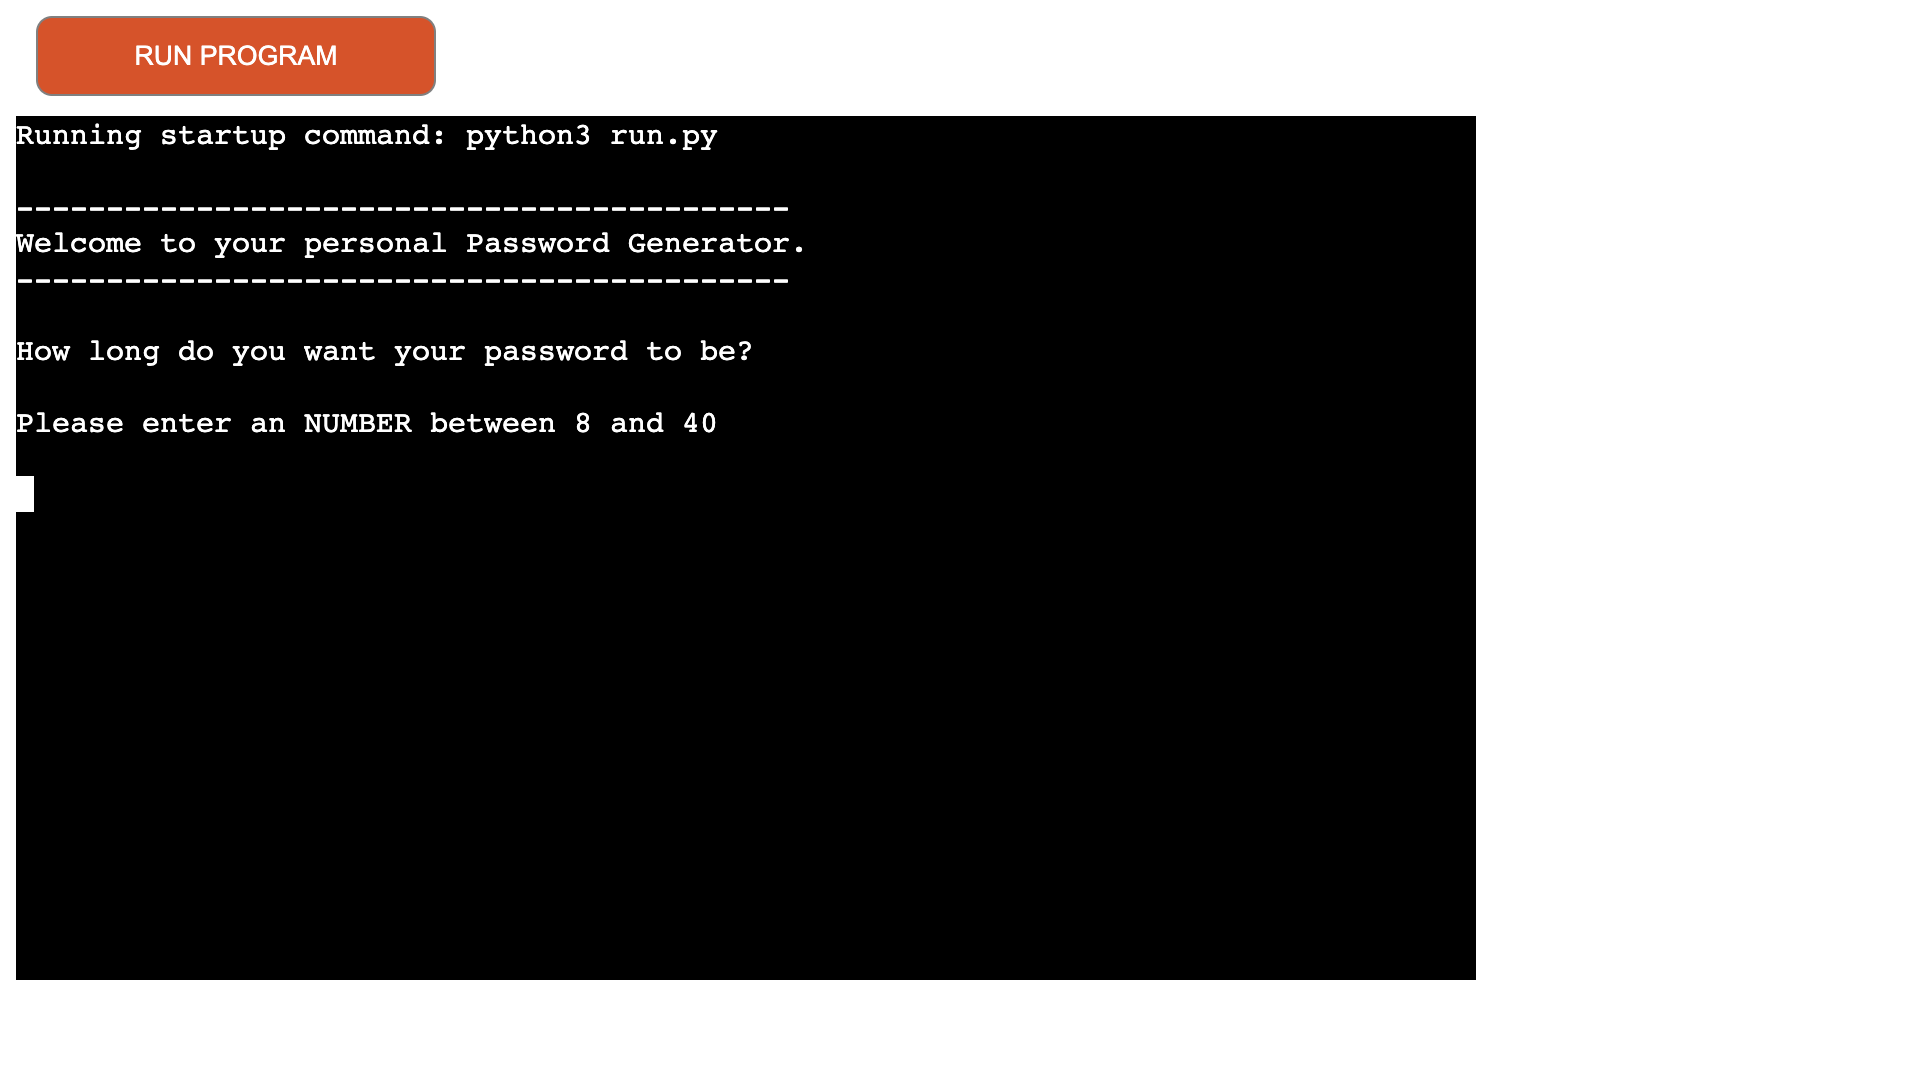 RUN PROGRAM
Running startup command: python3 run.py
-------------------------------------------
Welcome to your personal Password Generator.
-------------------------------------------
How long do you want your password to be?
Please enter an NUMBER between 8 and 40